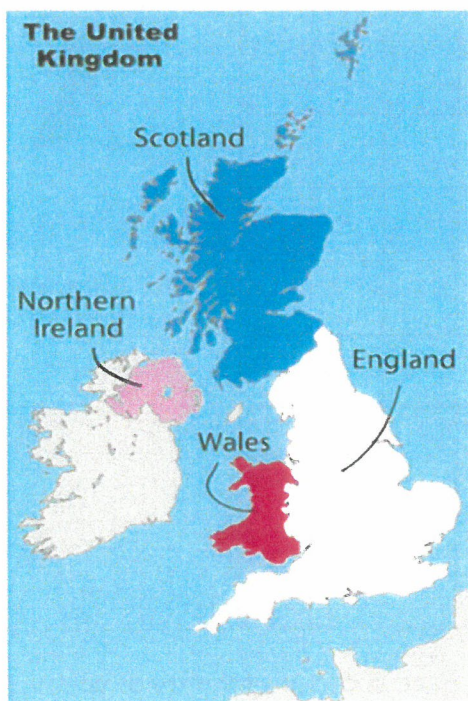 The United
Kingdom
Scotland
Northern
Ireland
England
Wales